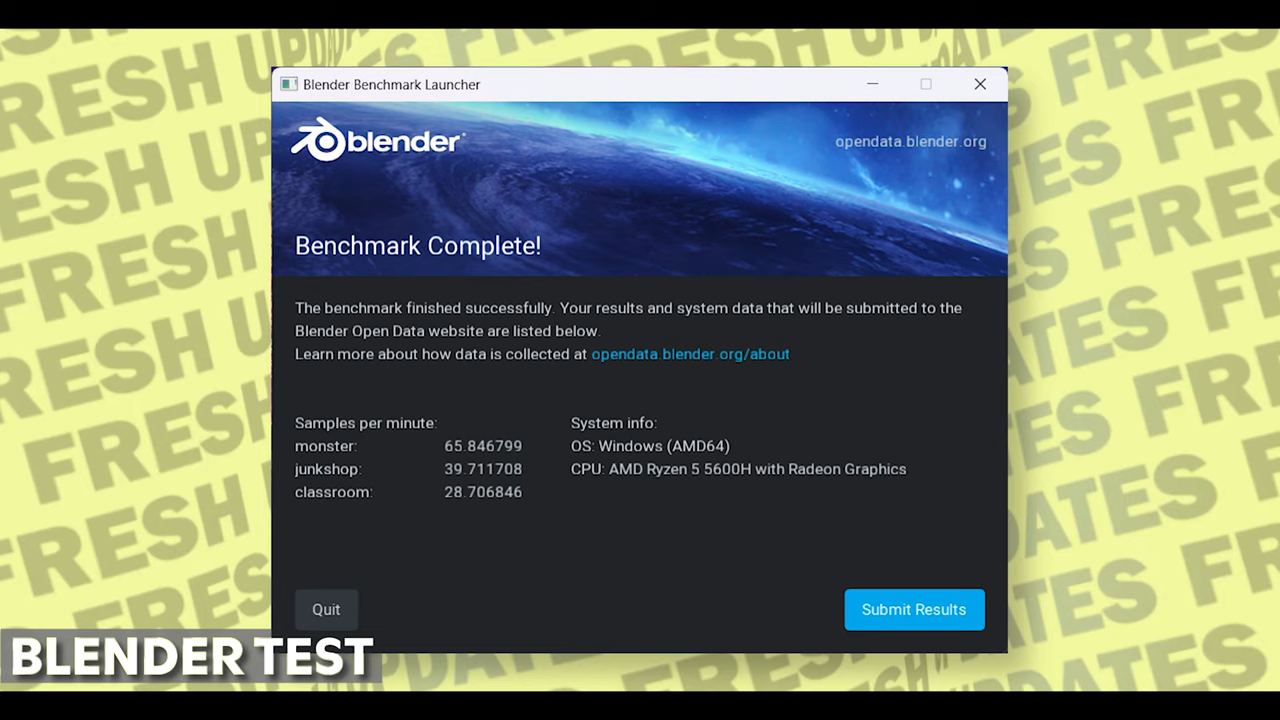 Blender Benchmark Launcher
blender
opendata.blender.org
Benchmark Complete!
The benchmark finished successfully. Your results and system data that will be submitted to the
Blender Open Data website are listed below.
Learn more about how data is collected at opendata.blender.org/about
Samples per minute:
monster: 65.846799
junkshop: 39.711708
classroom: 28.706846
System info:
OS: Windows (AMD64)
CPU: AMD Ryzen 5 5600H with Radeon Graphics
Quit
Submit Results
BLENDER TEST
FRESH UPDATES